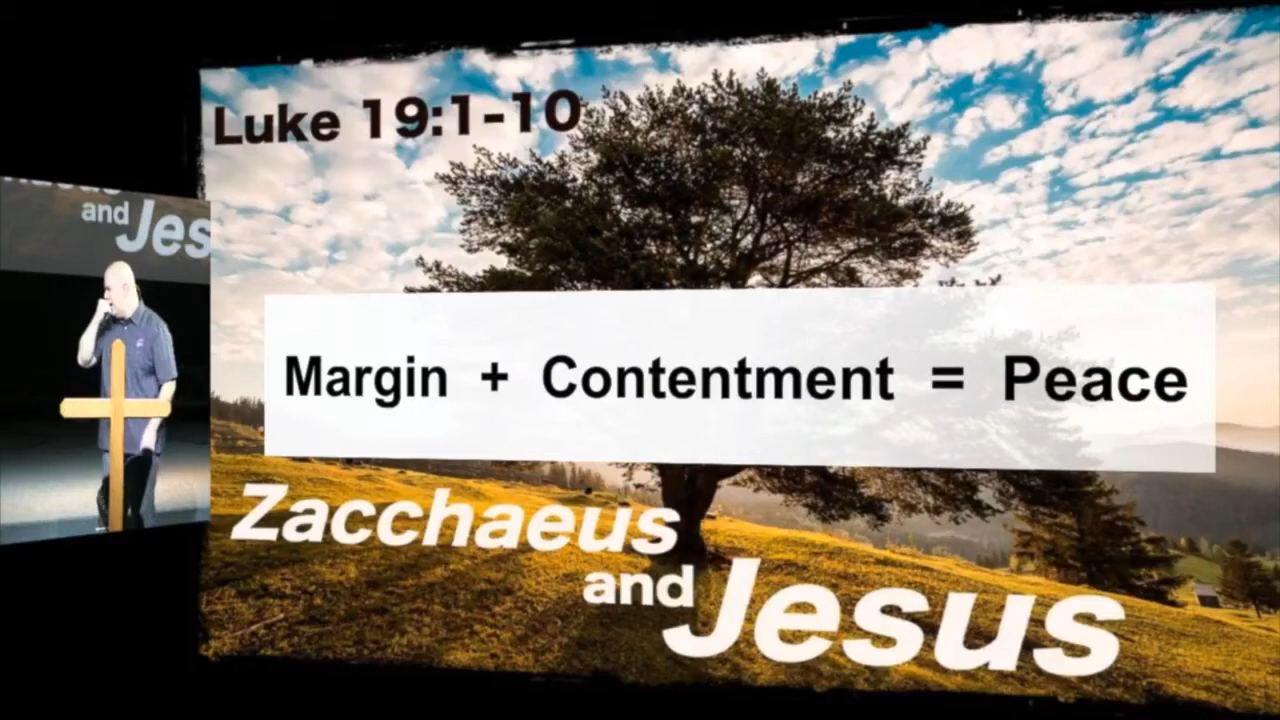 Luke 19:1-10
Margin + Contentment = Peace
Zacchaeus
and Jesus
and Jes